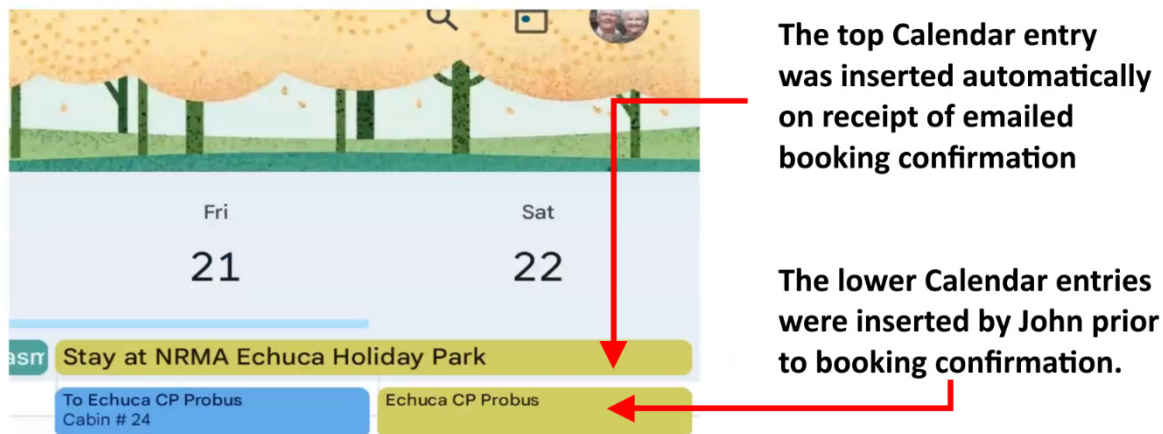 The top Calendar entry
was inserted automatically
on receipt of emailed
booking confirmation
Fri
Sat
21
22
The lower Calendar entries
were inserted by John prior
to booking confirmation.
asm
Stay at NRMA Echuca Holiday Park
To Echuca CP Probus
Cabin # 24
Echuca CP Probus